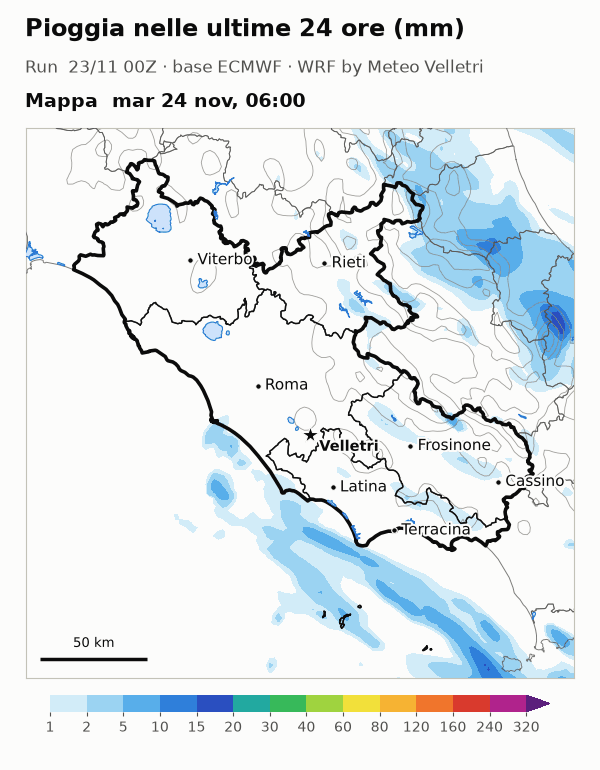 Pioggia nelle ultime 24 ore (mm)
Run  23/11 00Z · base ECMWF · WRF by Meteo Velletri
Mappa  mar 24 nov, 06:00
Viterbo
Rieti
Roma
Velletri
Frosinone
Cassino
Latina
Terracina
50 km
1 2 5 10 15 20 30 40 60 80 120 160 240 320